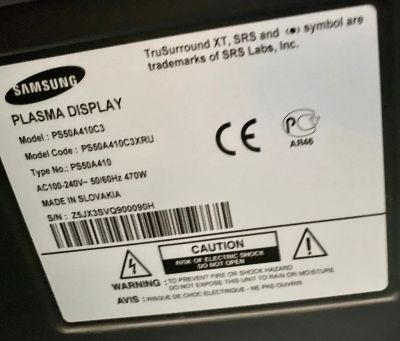 TruSurround XT, SRS and (●) symbol are
trademarks of SRS Labs, Inc.
SAMSUNG
PLASMA DISPLAY
Model : PS50A410C3
Model Code : PS50A410C3XRU
Type No. : PS50A410
AC100-240V~ 50/60Hz 470W
MADE IN SLOVAKIA
S/N : Z5JX3SVQ900090H
CE
РС
АЯ46
CAUTION
RISK OF ELECTRIC SHOCK
DO NOT OPEN
WARNING : TO PREVENT FIRE OR SHOCK HAZARD
DO NOT EXPOSE THIS UNIT TO RAIN OR MOISTURE
AVIS : RISQUE DE CHOC ELECTRIQUE - NE PAS OUVRIR